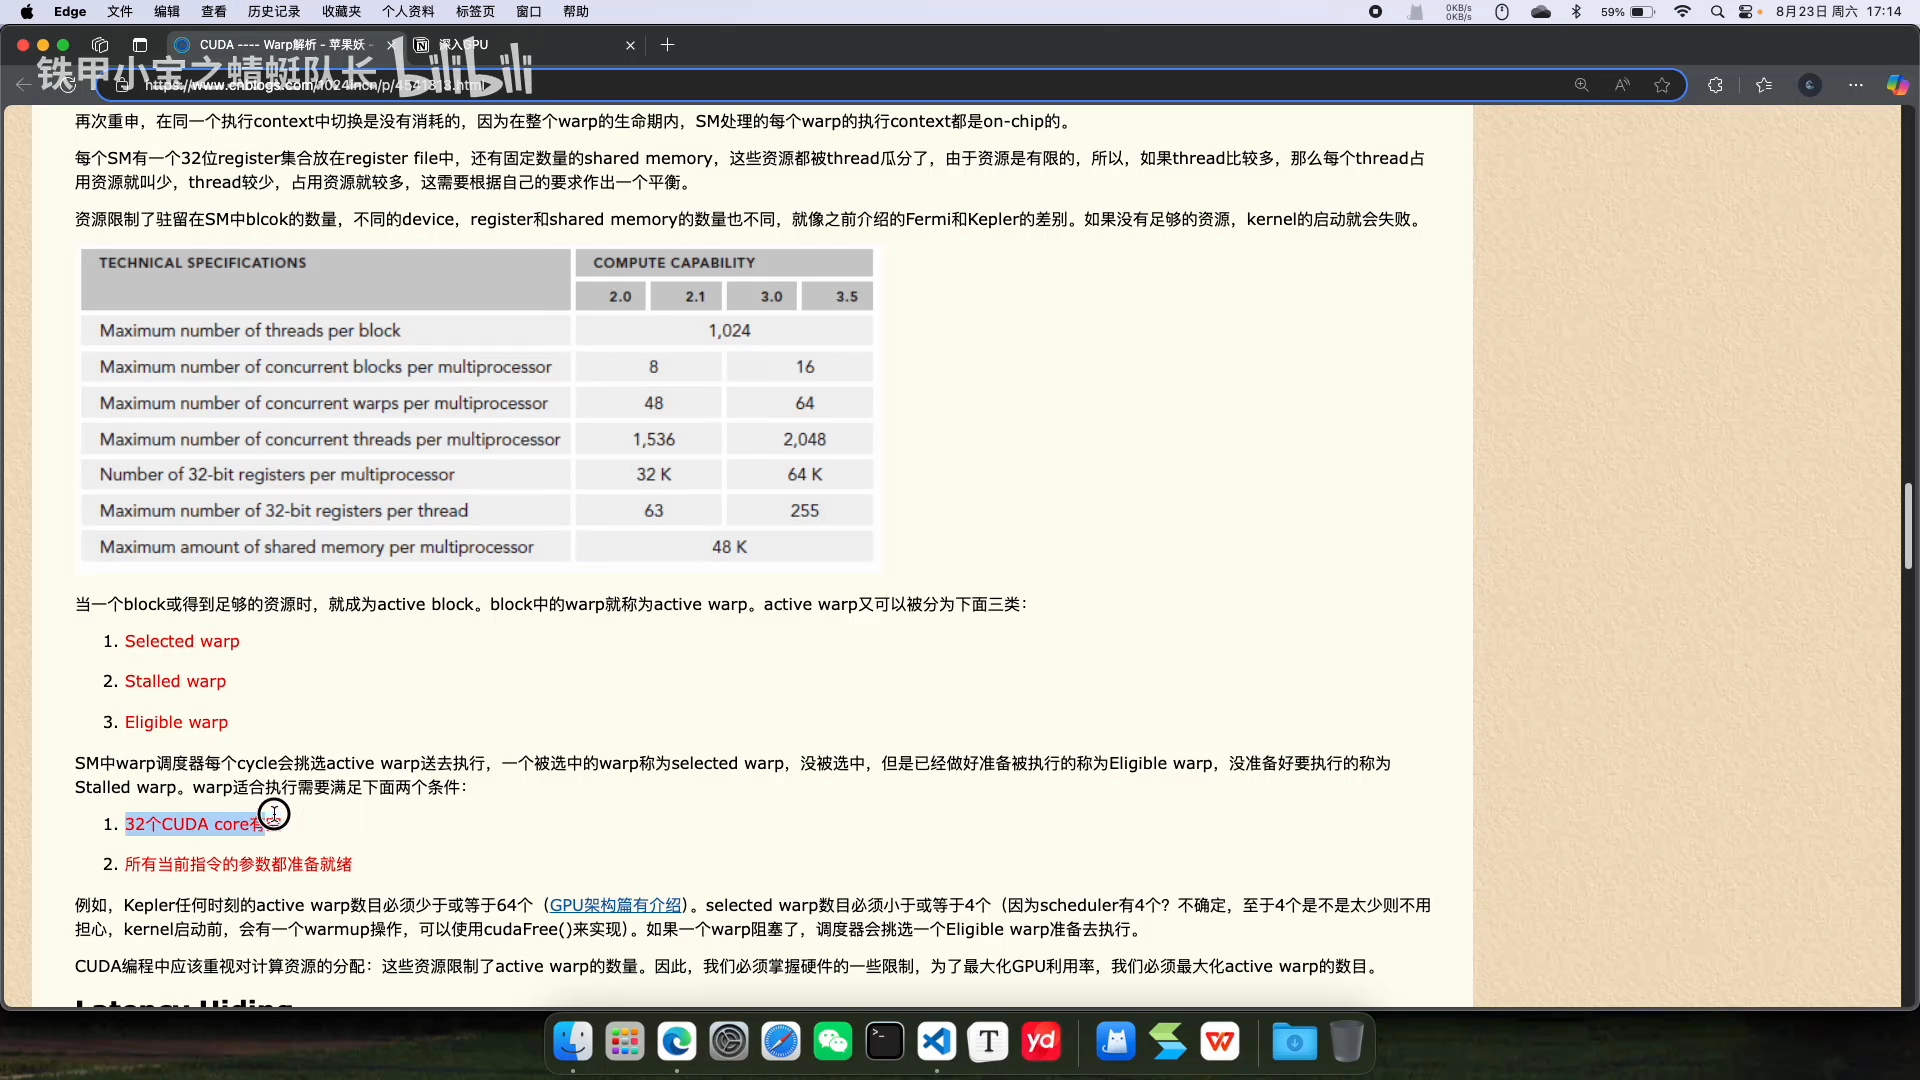 Edge 文件 编辑 查看 历史记录 收藏夹 个人资料 标签页 窗口 帮助 0KB/s 0KB/s 59% 8月23日 周六 17:14
CUDA ---- Warp解析 - 苹果妖 - 深入GPU
铁甲小宝之蜻蜓队长 bilibili
https://www.cnblogs.com/1024incn/p/4541313.html
再次重申，在同一个执行context中切换是没有消耗的，因为在整个warp的生命期内，SM处理的每个warp的执行context都是on-chip的。
每个SM有一个32位register集合放在register file中，还有固定数量的shared memory，这些资源都被thread瓜分了，由于资源是有限的，所以，如果thread比较多，那么每个thread占
用资源就叫少，thread较少，占用资源就较多，这需要根据自己的要求作出一个平衡。
资源限制了驻留在SM中blcok的数量，不同的device，register和shared memory的数量也不同，就像之前介绍的Fermi和Kepler的差别。如果没有足够的资源，kernel的启动就会失败。
TECHNICAL SPECIFICATIONS COMPUTE CAPABILITY
2.0 2.1 3.0 3.5
Maximum number of threads per block 1,024
Maximum number of concurrent blocks per multiprocessor 8 16
Maximum number of concurrent warps per multiprocessor 48 64
Maximum number of concurrent threads per multiprocessor 1,536 2,048
Number of 32-bit registers per multiprocessor 32 K 64 K
Maximum number of 32-bit registers per thread 63 255
Maximum amount of shared memory per multiprocessor 48 K
当一个block或得到足够的资源时，就成为active block。block中的warp就称为active warp。active warp又可以被分为下面三类：
1. Selected warp
2. Stalled warp
3. Eligible warp
SM中warp调度器每个cycle会挑选active warp送去执行，一个被选中的warp称为selected warp，没被选中，但是已经做好准备被执行的称为Eligible warp，没准备好要执行的称为
Stalled warp。warp适合执行需要满足下面两个条件：
1. 32个CUDA core有空
2. 所有当前指令的参数都准备就绪
例如，Kepler任何时刻的active warp数目必须少于或等于64个（GPU架构篇有介绍）。selected warp数目必须小于或等于4个（因为scheduler有4个？不确定，至于4个是不是太少则不用
担心，kernel启动前，会有一个warmup操作，可以使用cudaFree()来实现）。如果一个warp阻塞了，调度器会挑选一个Eligible warp准备去执行。
CUDA编程中应该重视对计算资源的分配：这些资源限制了active warp的数量。因此，我们必须掌握硬件的一些限制，为了最大化GPU利用率，我们必须最大化active warp的数目。
Latency Hiding
T yd